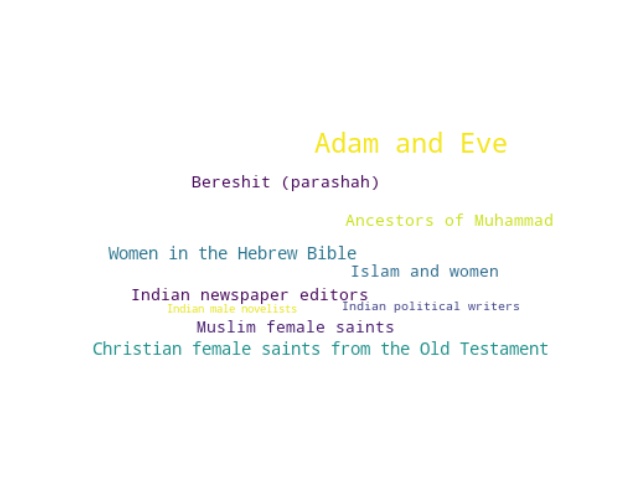 Adam and Eve
Bereshit (parashah)
Ancestors of Muhammad
Women in the Hebrew Bible
Islam and women
Indian newspaper editors
Indian male novelists
Indian political writers
Muslim female saints
Christian female saints from the Old Testament